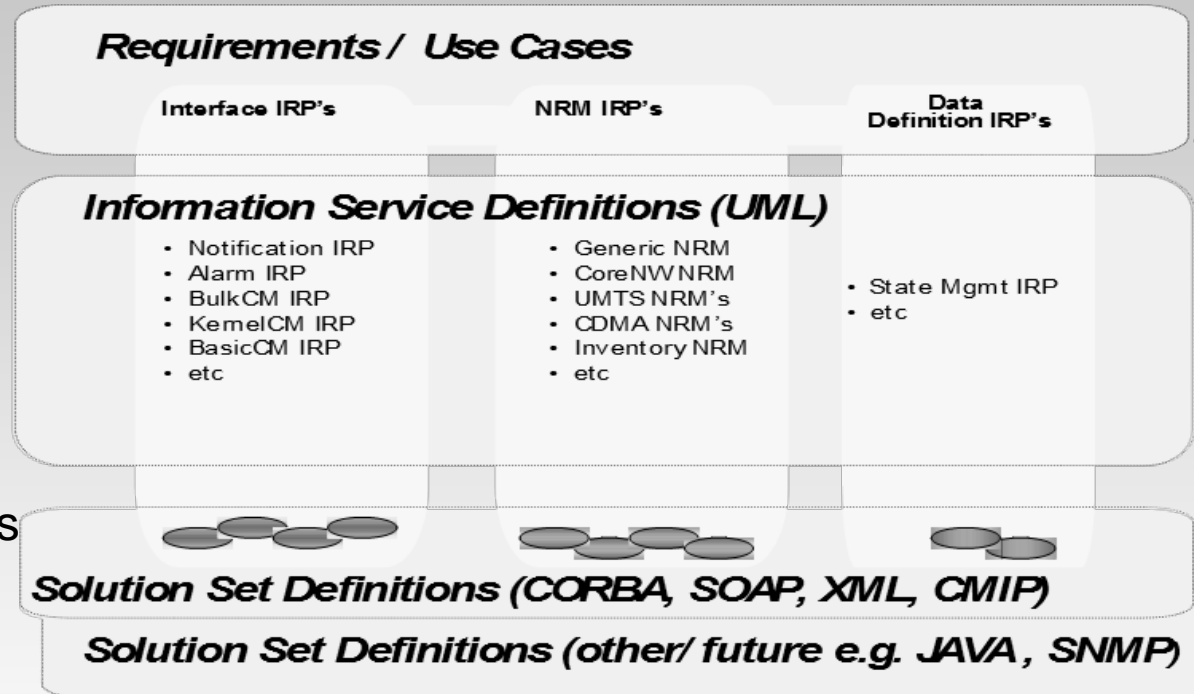 Requirements / Use Cases
Interface IRP's
NRM IRP's
Data
Definition IRP's
Information Service Definitions (UML)
• Notification IRP
• Alarm IRP
• BulkCM IRP
• KernelCM IRP
• BasicCM IRP
• etc
• Generic NRM
• CoreNW NRM
• UMTS NRM's
• CDMA NRM's
• Inventory NRM
• etc
• State Mgmt IRP
• etc
s
Solution Set Definitions (CORBA, SOAP, XML, CMIP)
Solution Set Definitions (other/ future e.g. JAVA, SNMP)